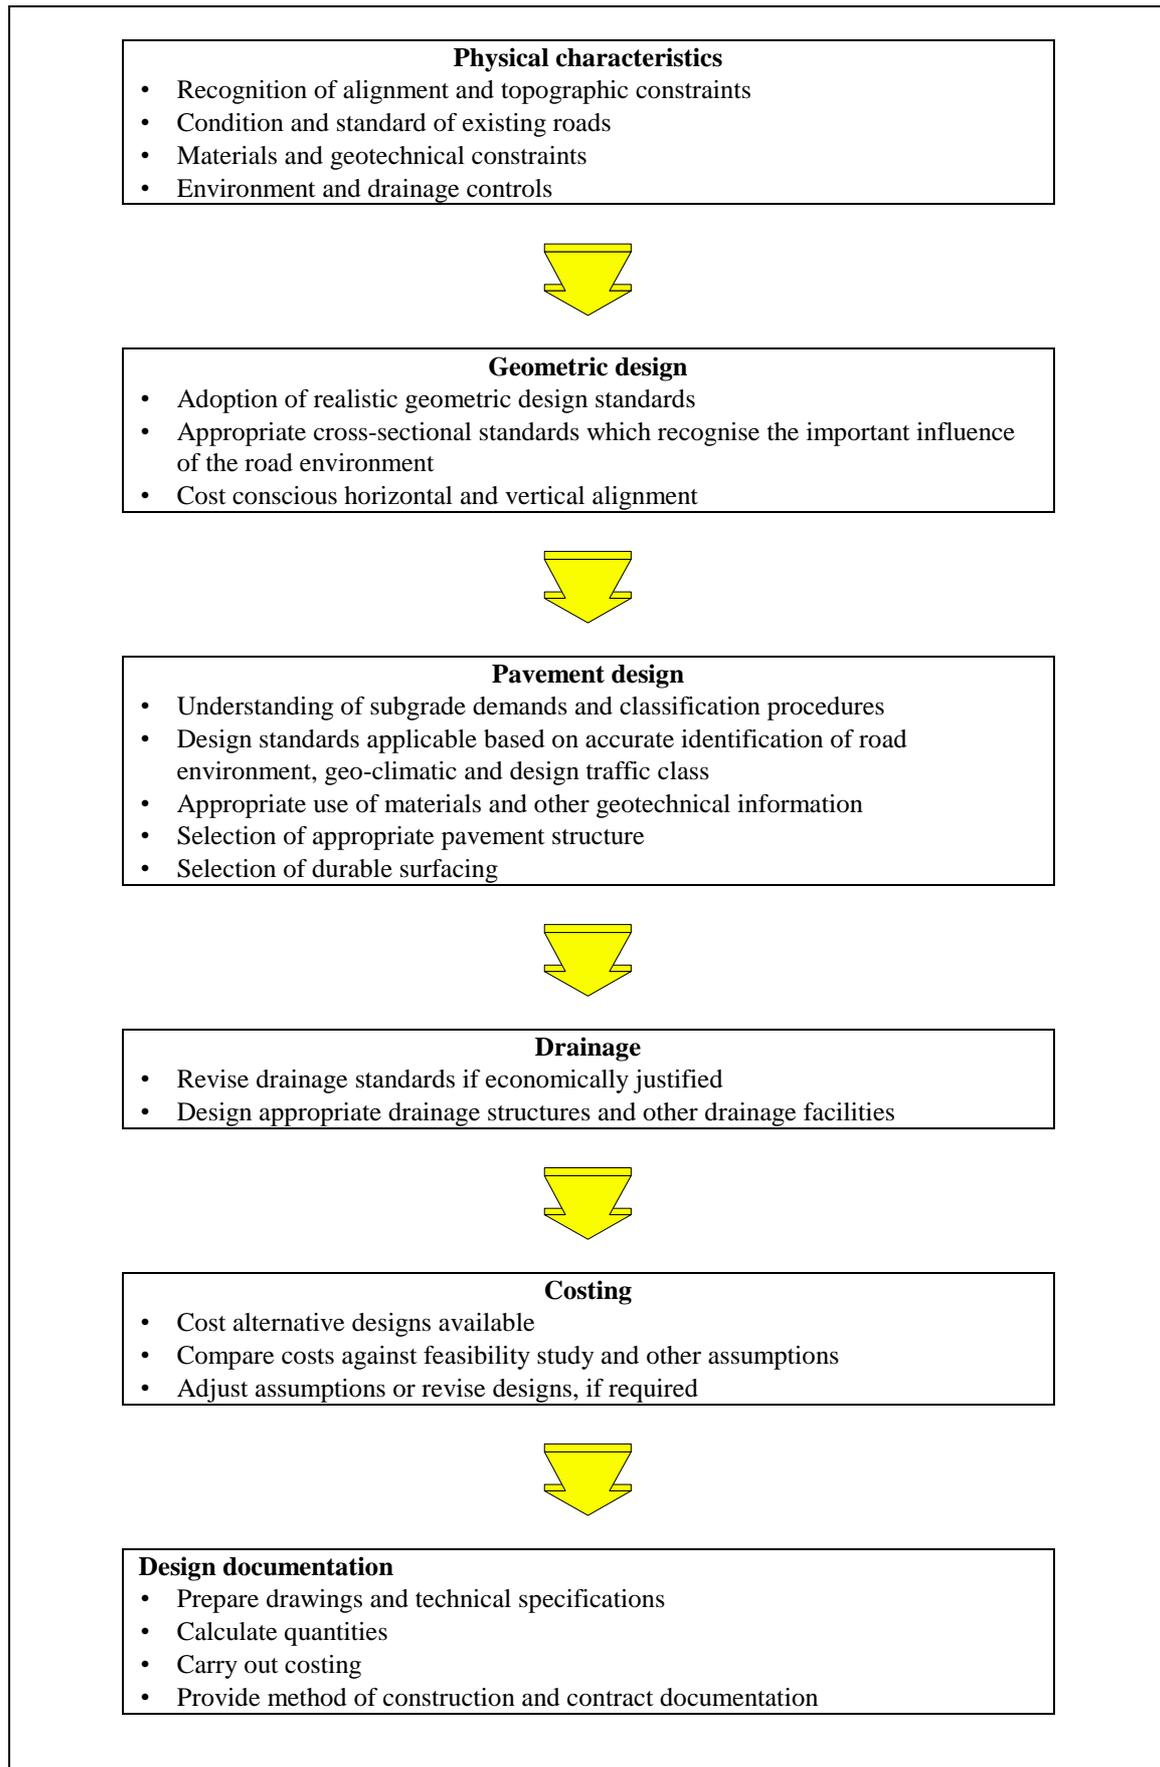 Physical characteristics
• Recognition of alignment and topographic constraints
• Condition and standard of existing roads
• Materials and geotechnical constraints
• Environment and drainage controls
Geometric design
• Adoption of realistic geometric design standards
• Appropriate cross-sectional standards which recognise the important influence
of the road environment
• Cost conscious horizontal and vertical alignment
Pavement design
• Understanding of subgrade demands and classification procedures
• Design standards applicable based on accurate identification of road
environment, geo-climatic and design traffic class
• Appropriate use of materials and other geotechnical information
• Selection of appropriate pavement structure
• Selection of durable surfacing
Drainage
• Revise drainage standards if economically justified
• Design appropriate drainage structures and other drainage facilities
Costing
• Cost alternative designs available
• Compare costs against feasibility study and other assumptions
• Adjust assumptions or revise designs, if required
Design documentation
• Prepare drawings and technical specifications
• Calculate quantities
• Carry out costing
• Provide method of construction and contract documentation